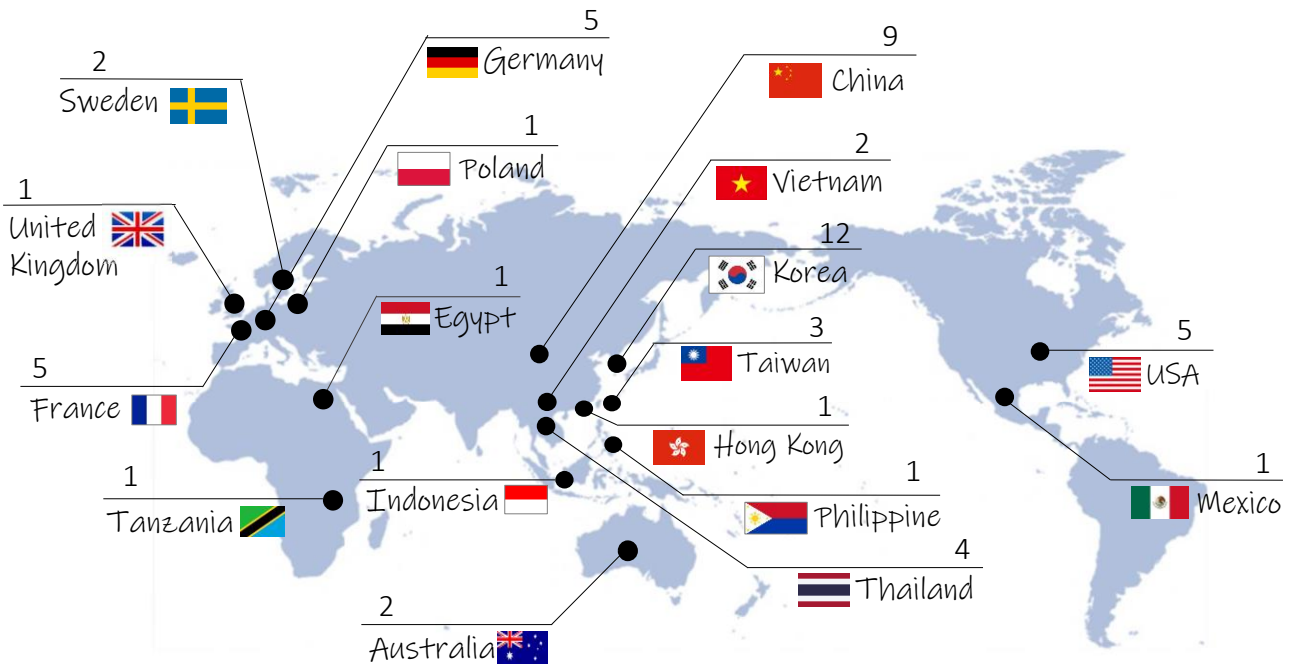 5
Germany
9
China
2
Sweden
1
Poland
2
Vietnam
1
United
Kingdom
12
Korea
1
Egypt
3
Taiwan
5
USA
5
France
1
Hong Kong
1
Tanzania
1
Indonesia
1
Philippine
1
Mexico
4
Thailand
2
Australia